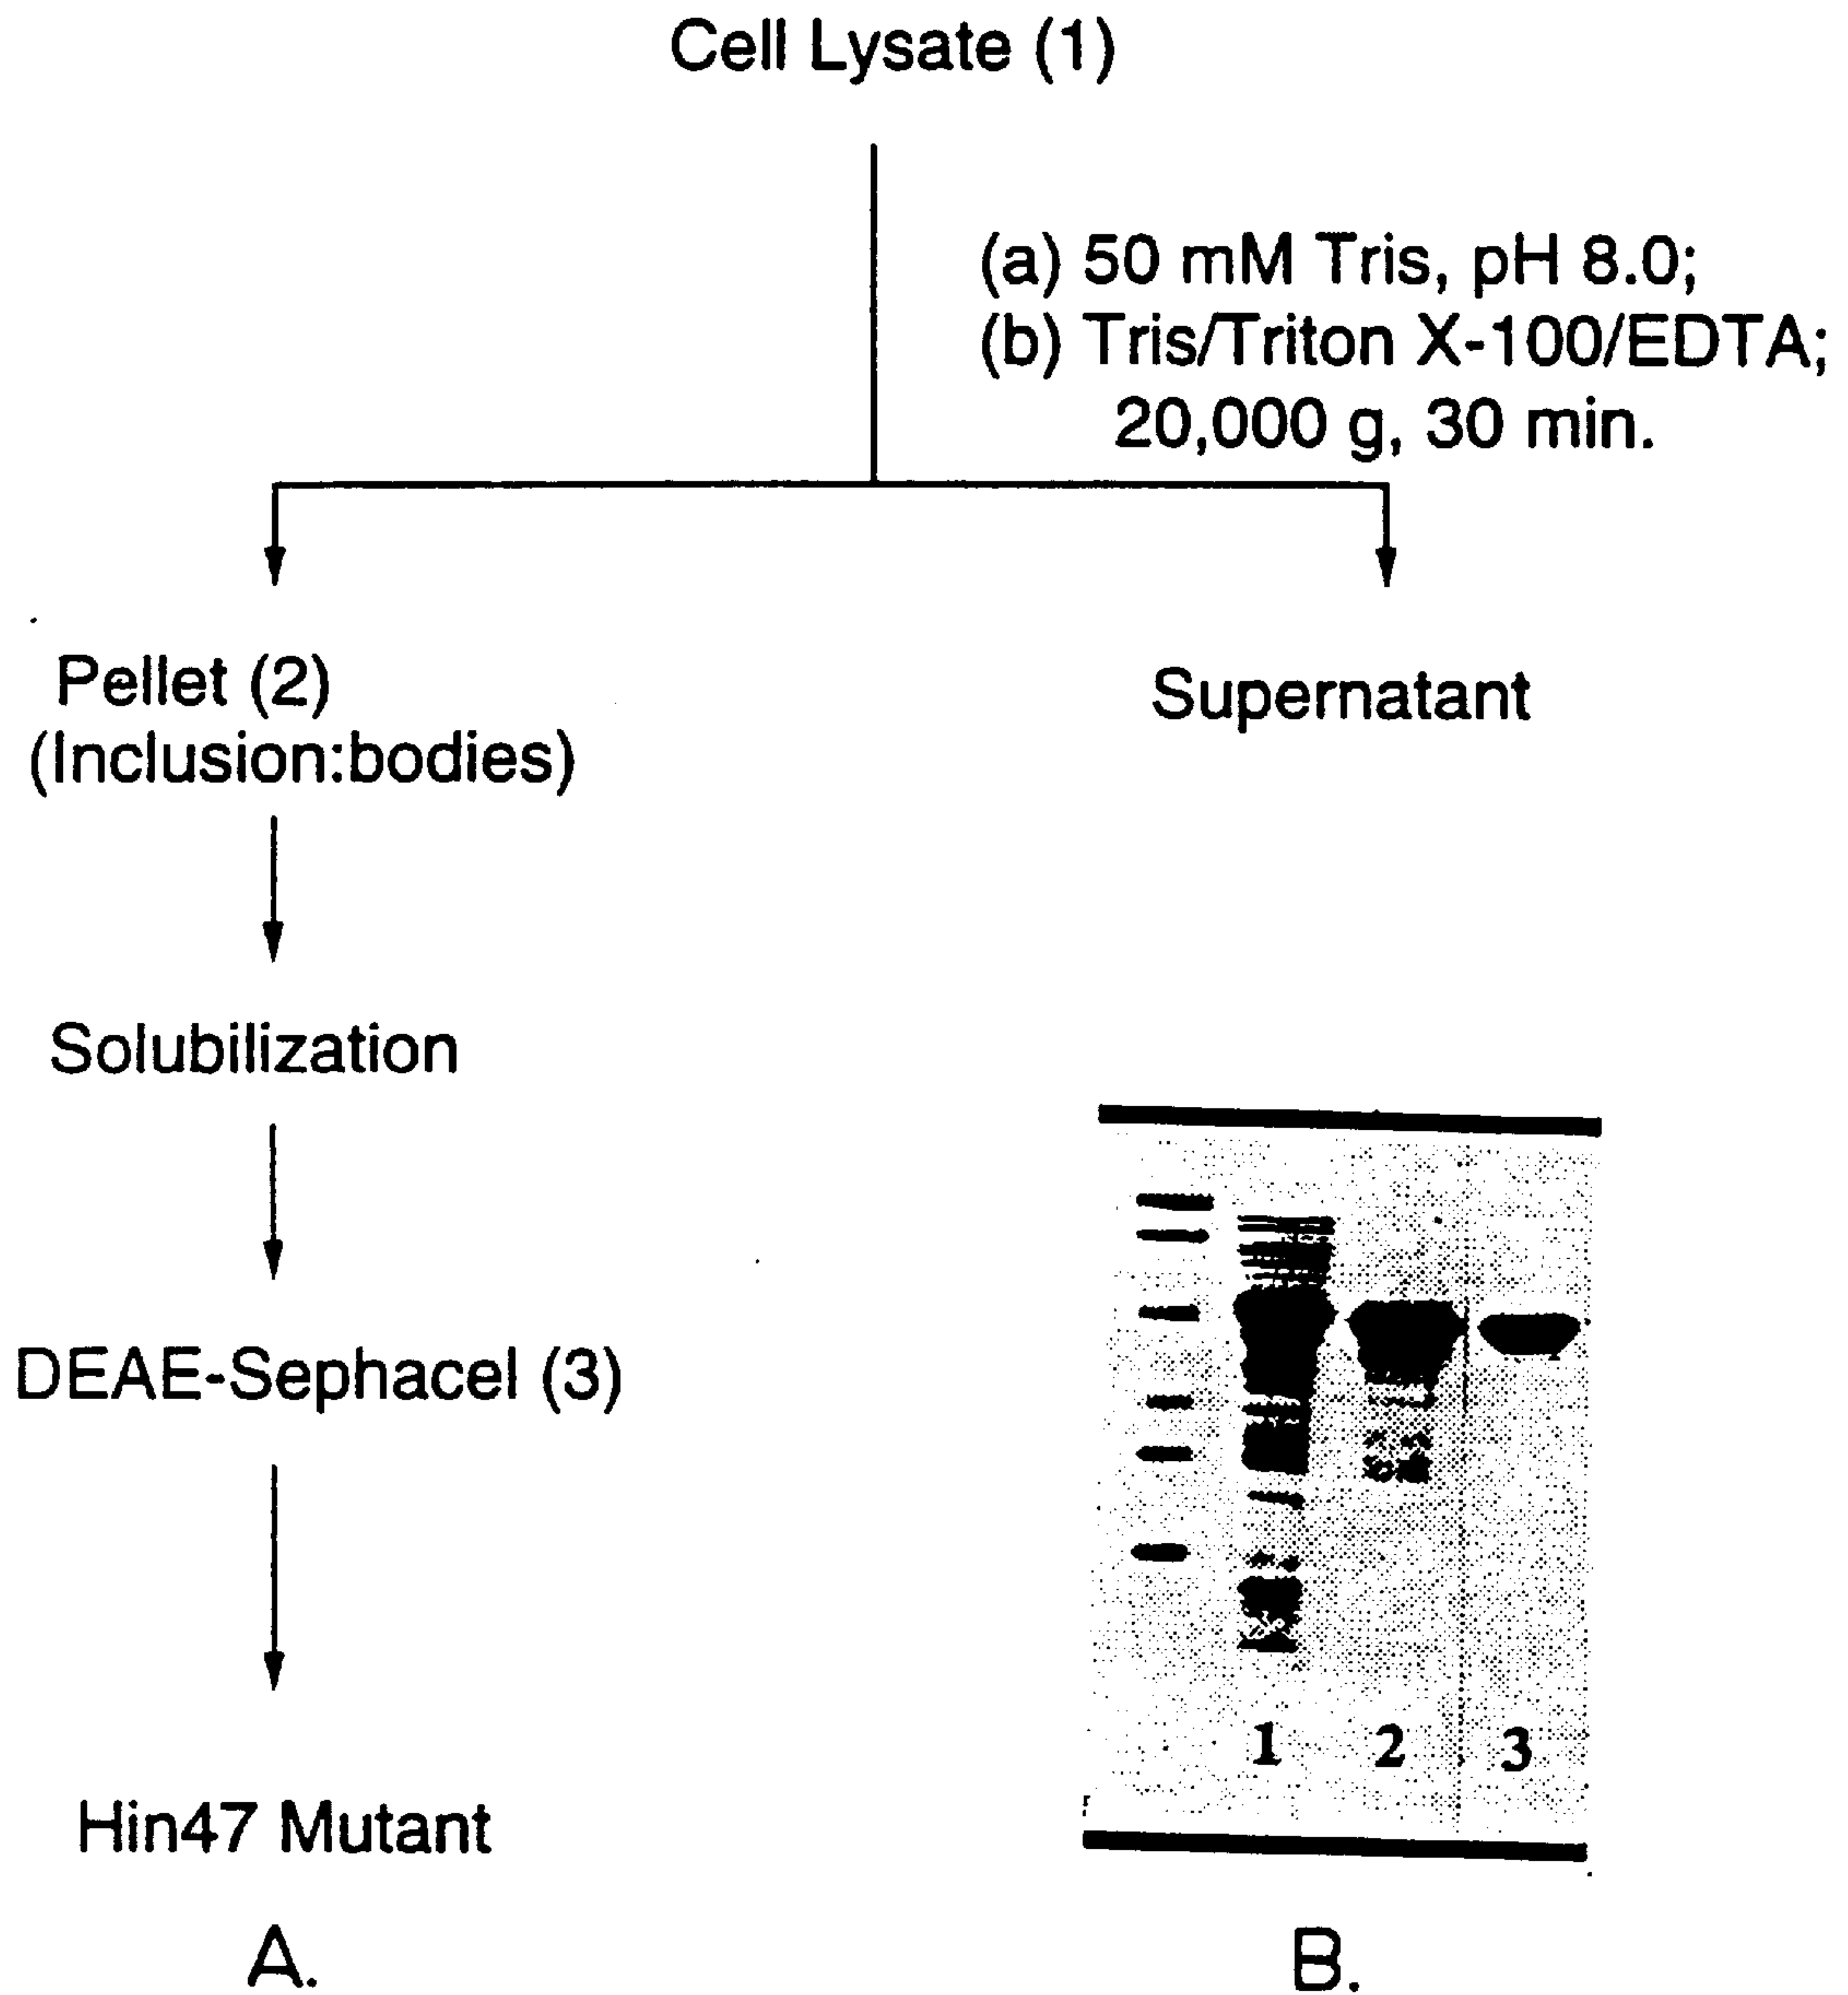 Cell Lysate (1)
(a) 50 mM Tris, pH 8.0;
(b) Tris/Triton X-100/EDTA;
20,000 g, 30 min.
Pellet (2)
(Inclusion:bodies)
Supernatant
Solubilization
DEAE-Sephacel (3)
Hin47 Mutant
1 2 3
A.
B.